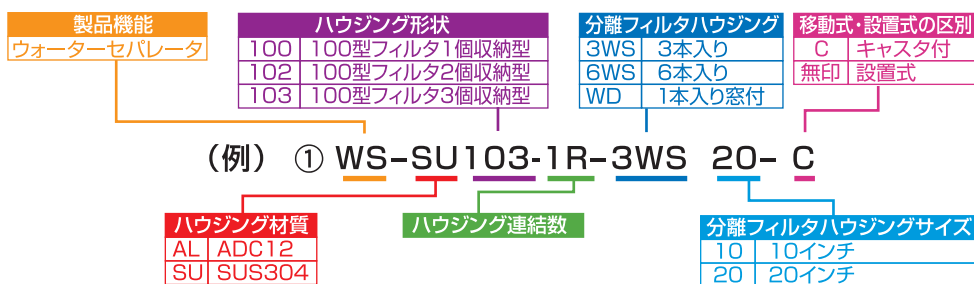 製品機能
ウォーターセパレータ
ハウジング形状
100 100型フィルタ1個収納型
102 100型フィルタ2個収納型
103 100型フィルタ3個収納型
分離フィルタハウジング
3WS 3本入り
6WS 6本入り
WD 1本入り窓付
移動式・設置式の区別
C キャスタ付
無印 設置式
(例) ① WS-SU103-1R-3WS 20- C
ハウジング材質
AL ADC12
SU SUS304
ハウジング連結数
分離フィルタハウジングサイズ
10 10インチ
20 20インチ